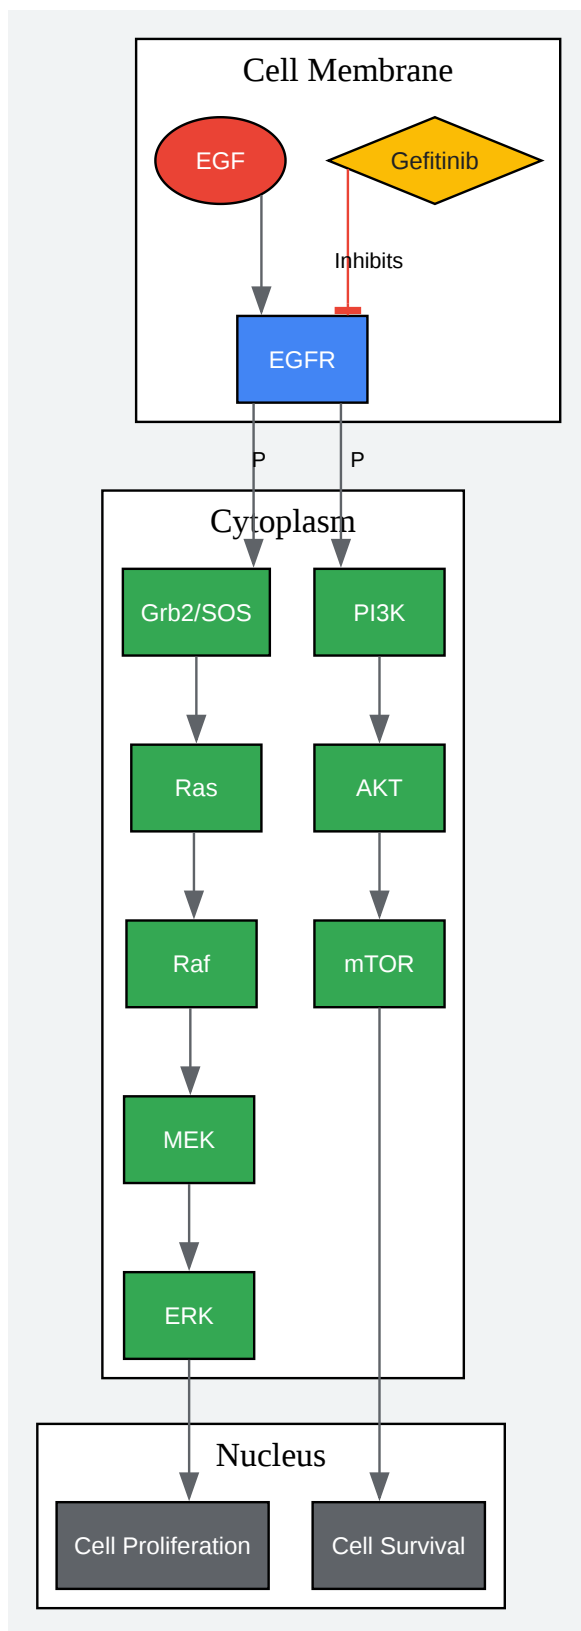 Cell Membrane
EGF
Gefitinib
Inhibits
EGFR
P
P
Cytoplasm
Grb2/SOS
PI3K
Ras
AKT
Raf
mTOR
MEK
ERK
Nucleus
Cell Proliferation
Cell Survival